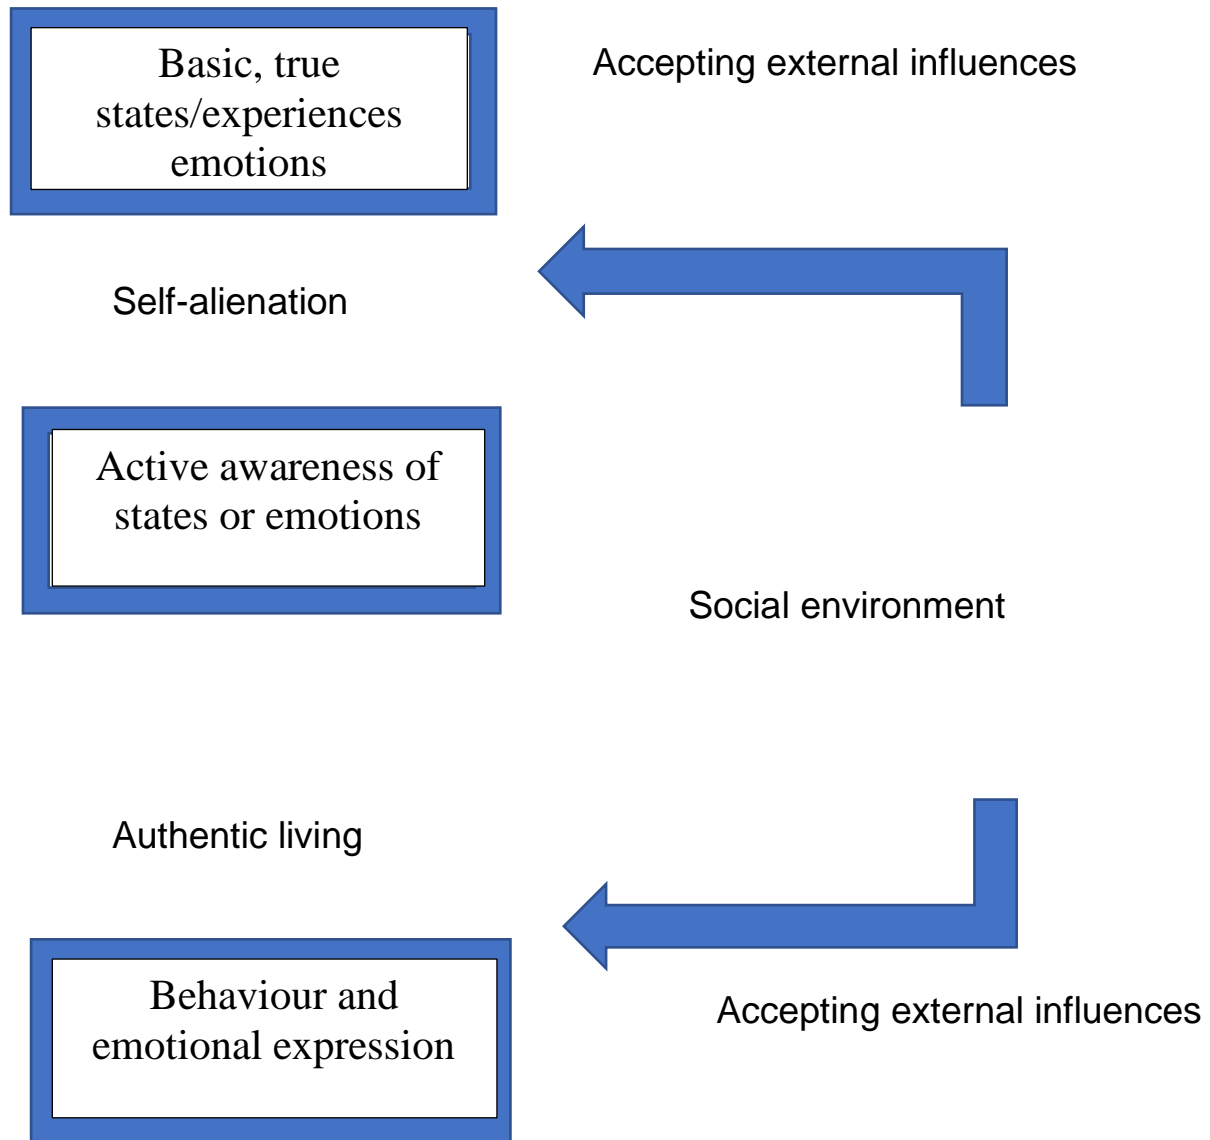 Basic, true
states/experiences
emotions
Accepting external influences
Self-alienation
Active awareness of
states or emotions
Social environment
Authentic living
Behaviour and
emotional expression
Accepting external influences